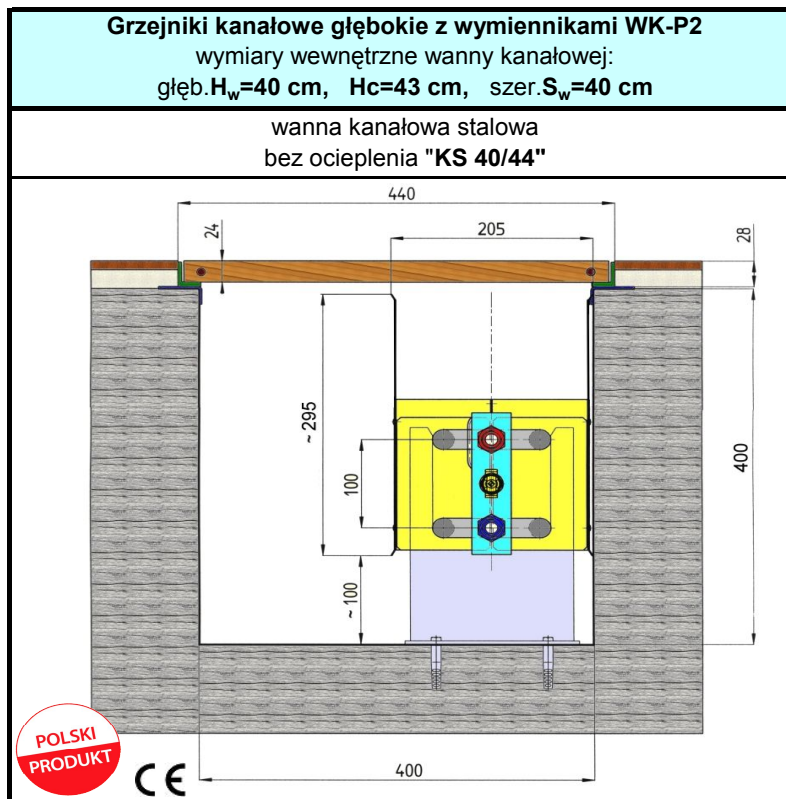 Grzejniki kanałowe głębokie z wymiennikami WK-P2
wymiary wewnętrzne wanny kanałowej:
głęb.Hw=40 cm, Hc=43 cm, szer.Sw=40 cm
wanna kanałowa stalowa
bez ocieplenia "KS 40/44"
440
24
205
28
~295
100
400
~100
POLSKI
PRODUKT
CE
400